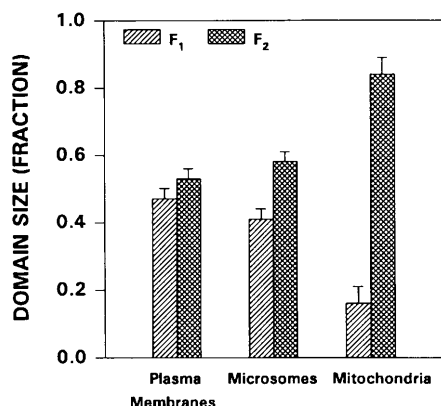 F1 F2
1.0
0.8
0.6
0.4
0.2
0.0
DOMAIN SIZE (FRACTION)
Plasma Microsomes Mitochondria
Membranes